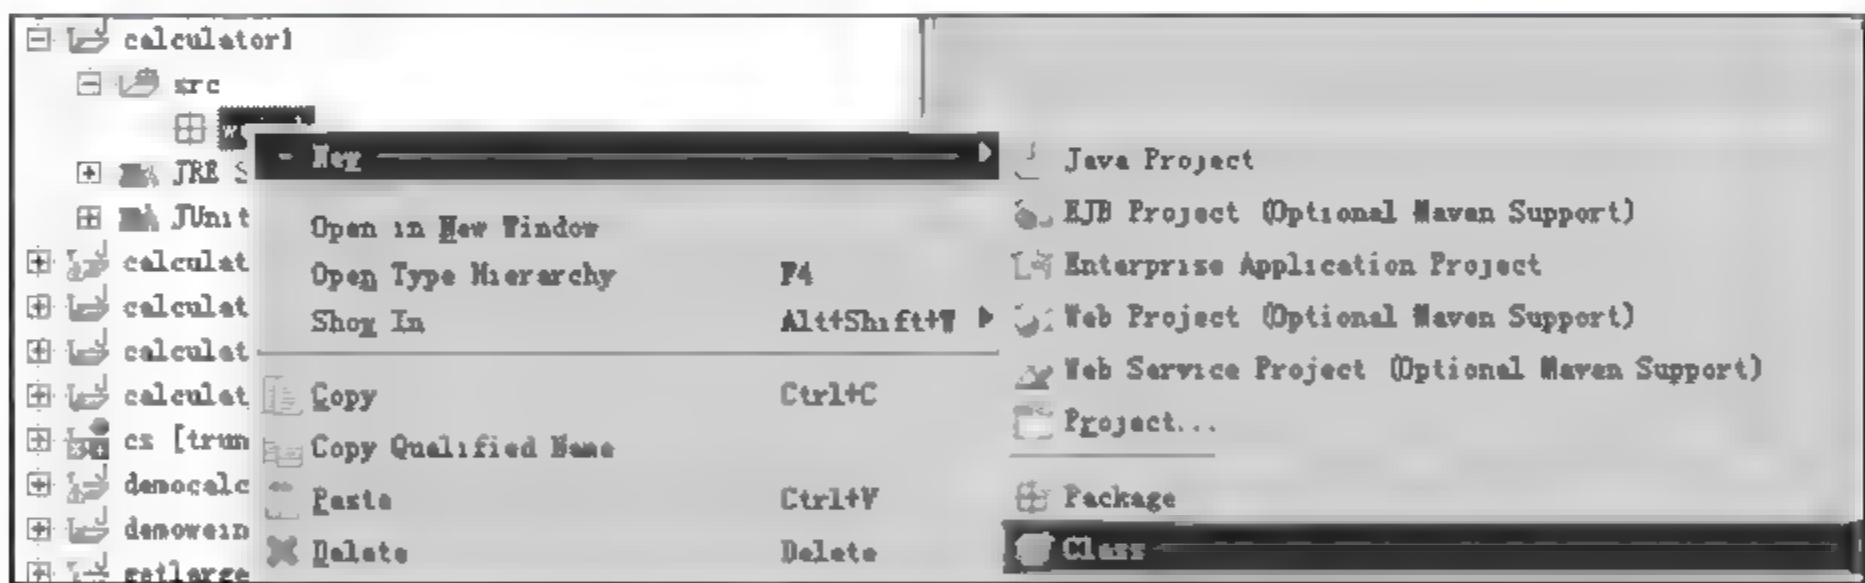 calculator1
src
JRE S
JUnit
calculat
calculat
calculat
calculat
cs [trun
democalc
demowein
getlarge
New
Open in New Window
Open Type Hierarchy F4
Show In Alt+Shift+W
Copy Ctrl+C
Copy Qualified Name
Paste Ctrl+V
Delete Delete
Java Project
EJB Project (Optional Maven Support)
Enterprise Application Project
Web Project (Optional Maven Support)
Web Service Project (Optional Maven Support)
Project...
Package
Class